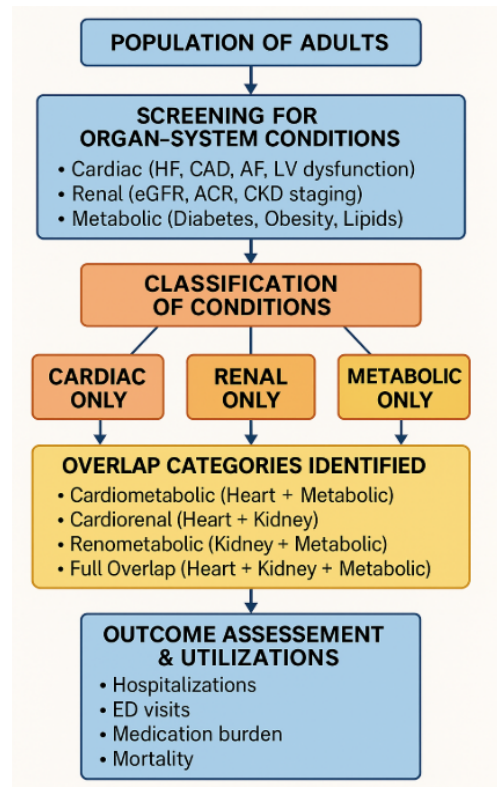 POPULATION OF ADULTS
SCREENING FOR
ORGAN–SYSTEM CONDITIONS
• Cardiac (HF, CAD, AF, LV dysfunction)
• Renal (eGFR, ACR, CKD staging)
• Metabolic (Diabetes, Obesity, Lipids)
CLASSIFICATION
OF CONDITIONS
CARDIAC
ONLY
RENAL
ONLY
METABOLIC
ONLY
OVERLAP CATEGORIES IDENTIFIED
• Cardiometabolic (Heart + Metabolic)
• Cardiorenal (Heart + Kidney)
• Renometabolic (Kidney + Metabolic)
• Full Overlap (Heart + Kidney + Metabolic)
OUTCOME ASSESSMENT
& UTILIZATIONS
• Hospitalizations
• ED visits
• Medication burden
• Mortality